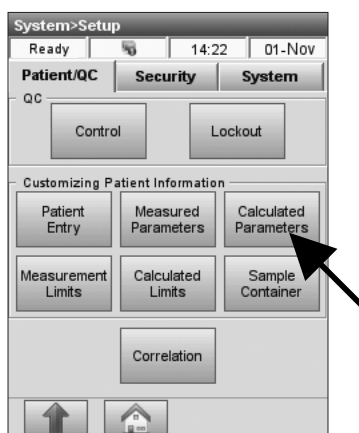 System>Setup
Ready 14:22 01-Nov
Patient/QC Security System
QC
Control Lockout
Customizing Patient Information
Patient Entry Measured Parameters Calculated Parameters
Measurement Limits Calculated Limits Sample Container
Correlation